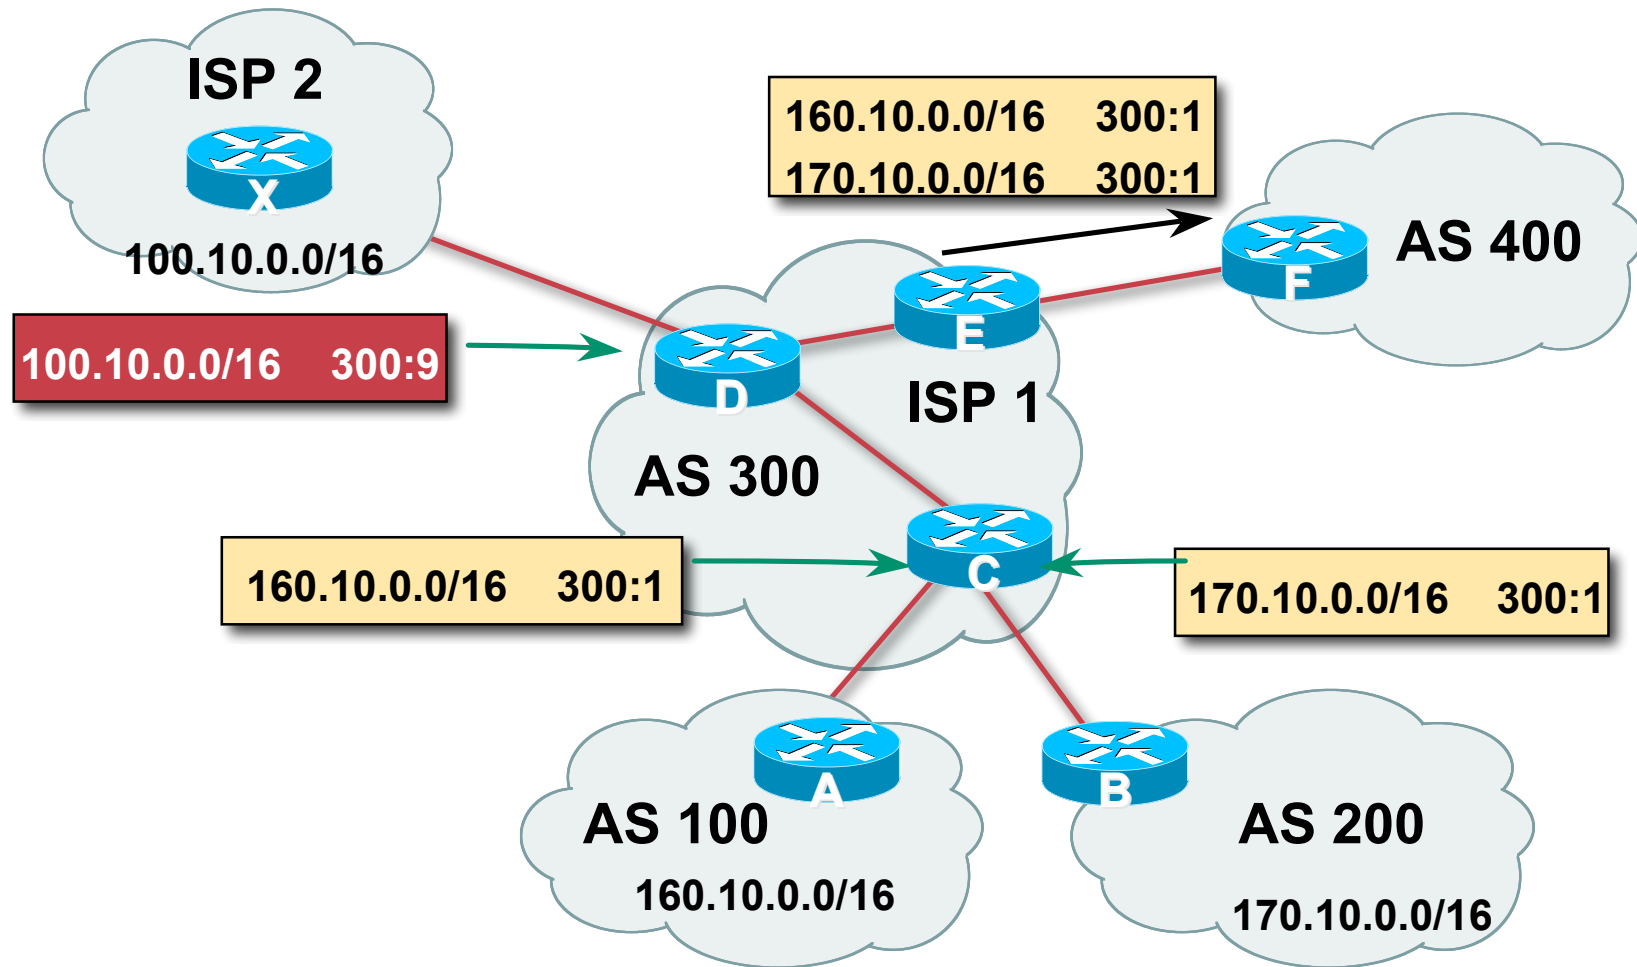 ISP 2
X
100.10.0.0/16
160.10.0.0/16 300:1
170.10.0.0/16 300:1
AS 400
F
100.10.0.0/16 300:9
E
D
ISP 1
AS 300
160.10.0.0/16 300:1
C
170.10.0.0/16 300:1
A
AS 100
160.10.0.0/16
B
AS 200
170.10.0.0/16